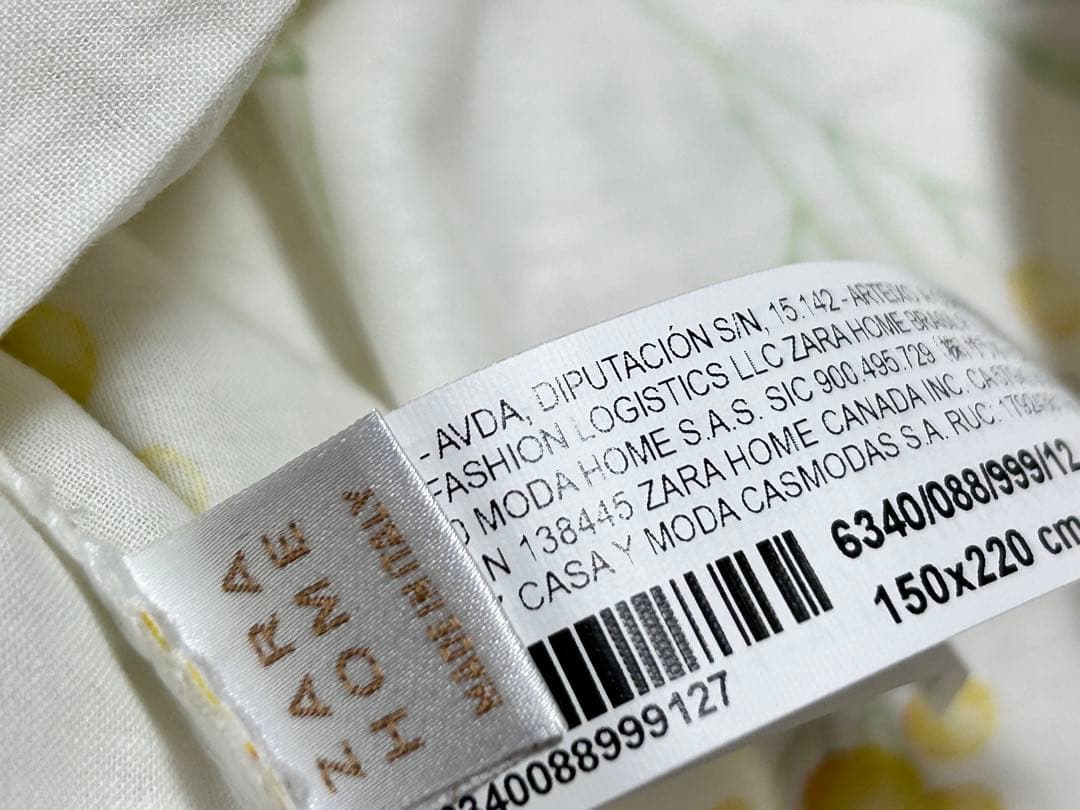 ZARA
HOME
MADE IN ITALY
- AVDA, DIPUTACIÓN S/N, 15.142 - ARTEIXO
FASHION LOGISTICS LLC ZARA HOME BRASIL
MODA HOME S.A.S. SIC 900.495.729
N 138445 ZARA HOME CANADA INC.
CASA Y MODA CASMODAS S.A. RUC:
6340/088/999/12
150x220 cm
340088999127